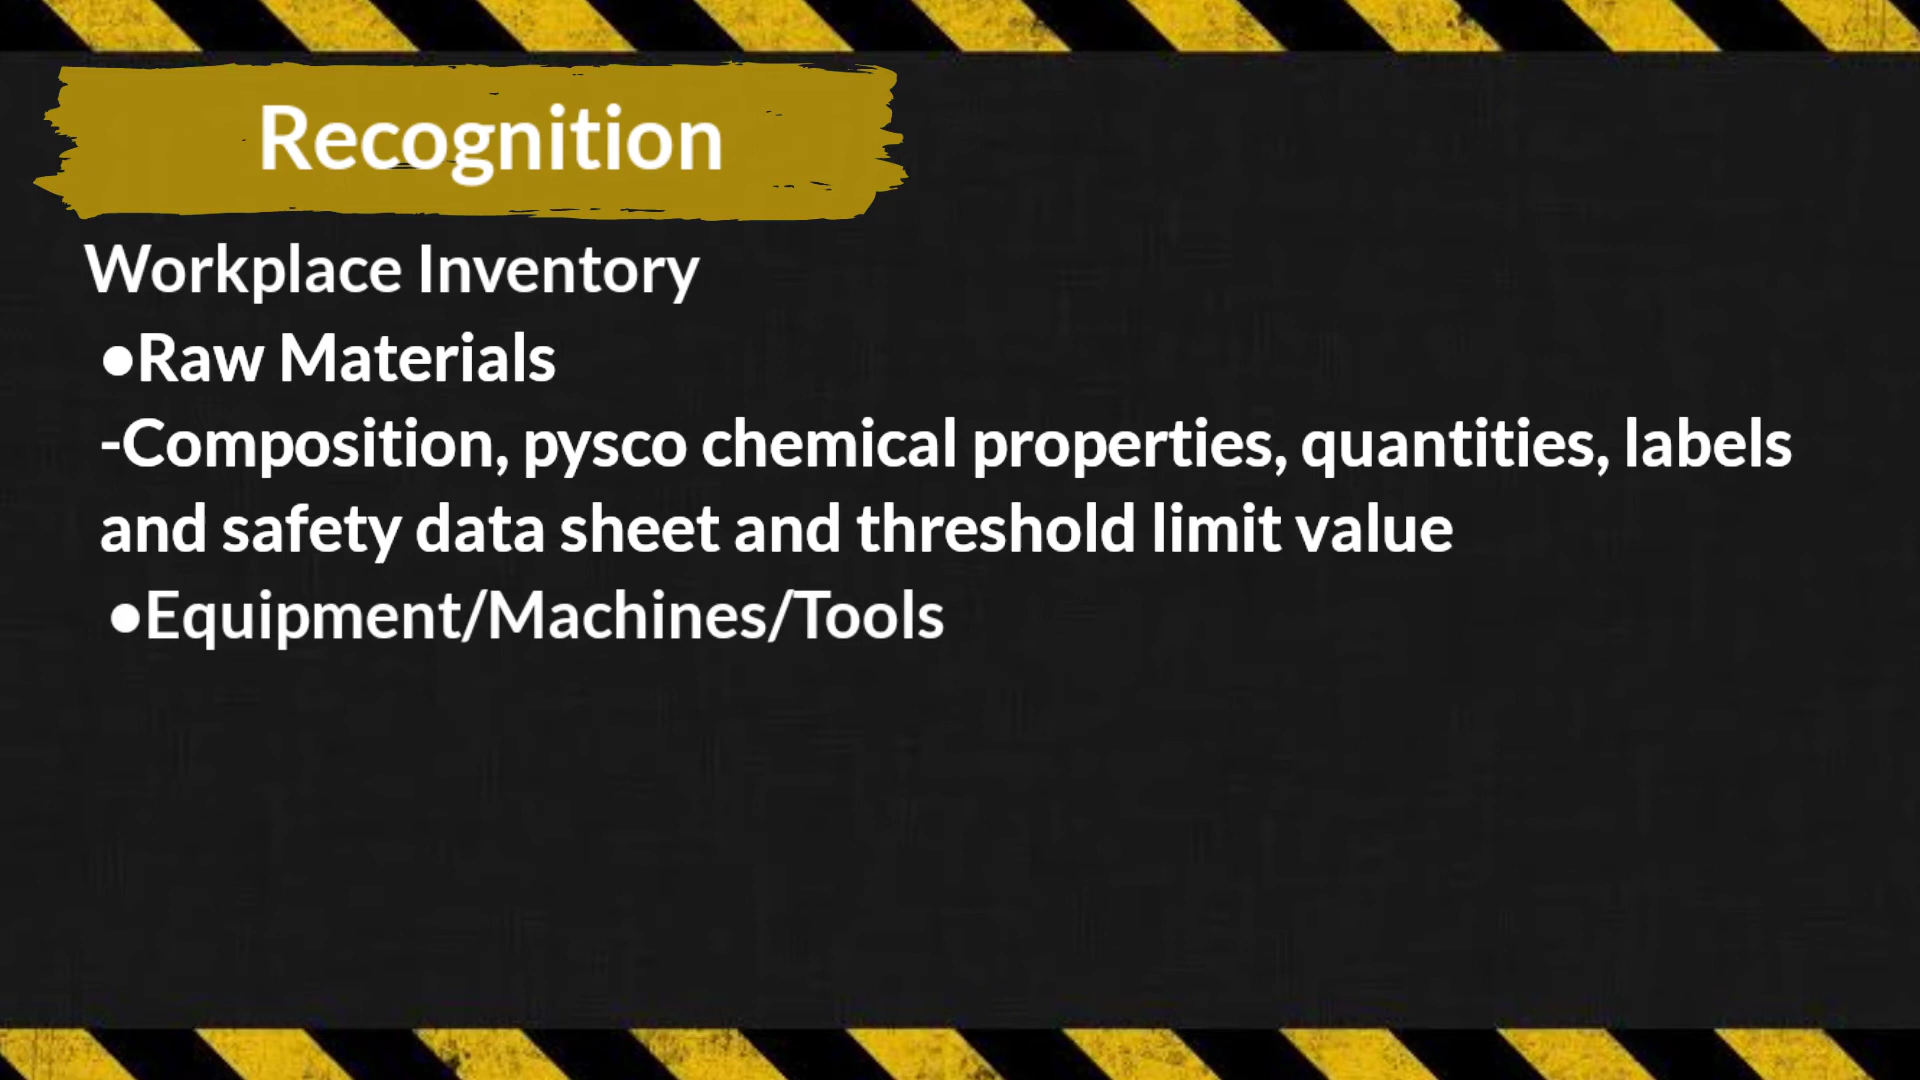 Recognition
Workplace Inventory
●Raw Materials
-Composition, pysco chemical properties, quantities, labels
and safety data sheet and threshold limit value
●Equipment/Machines/Tools